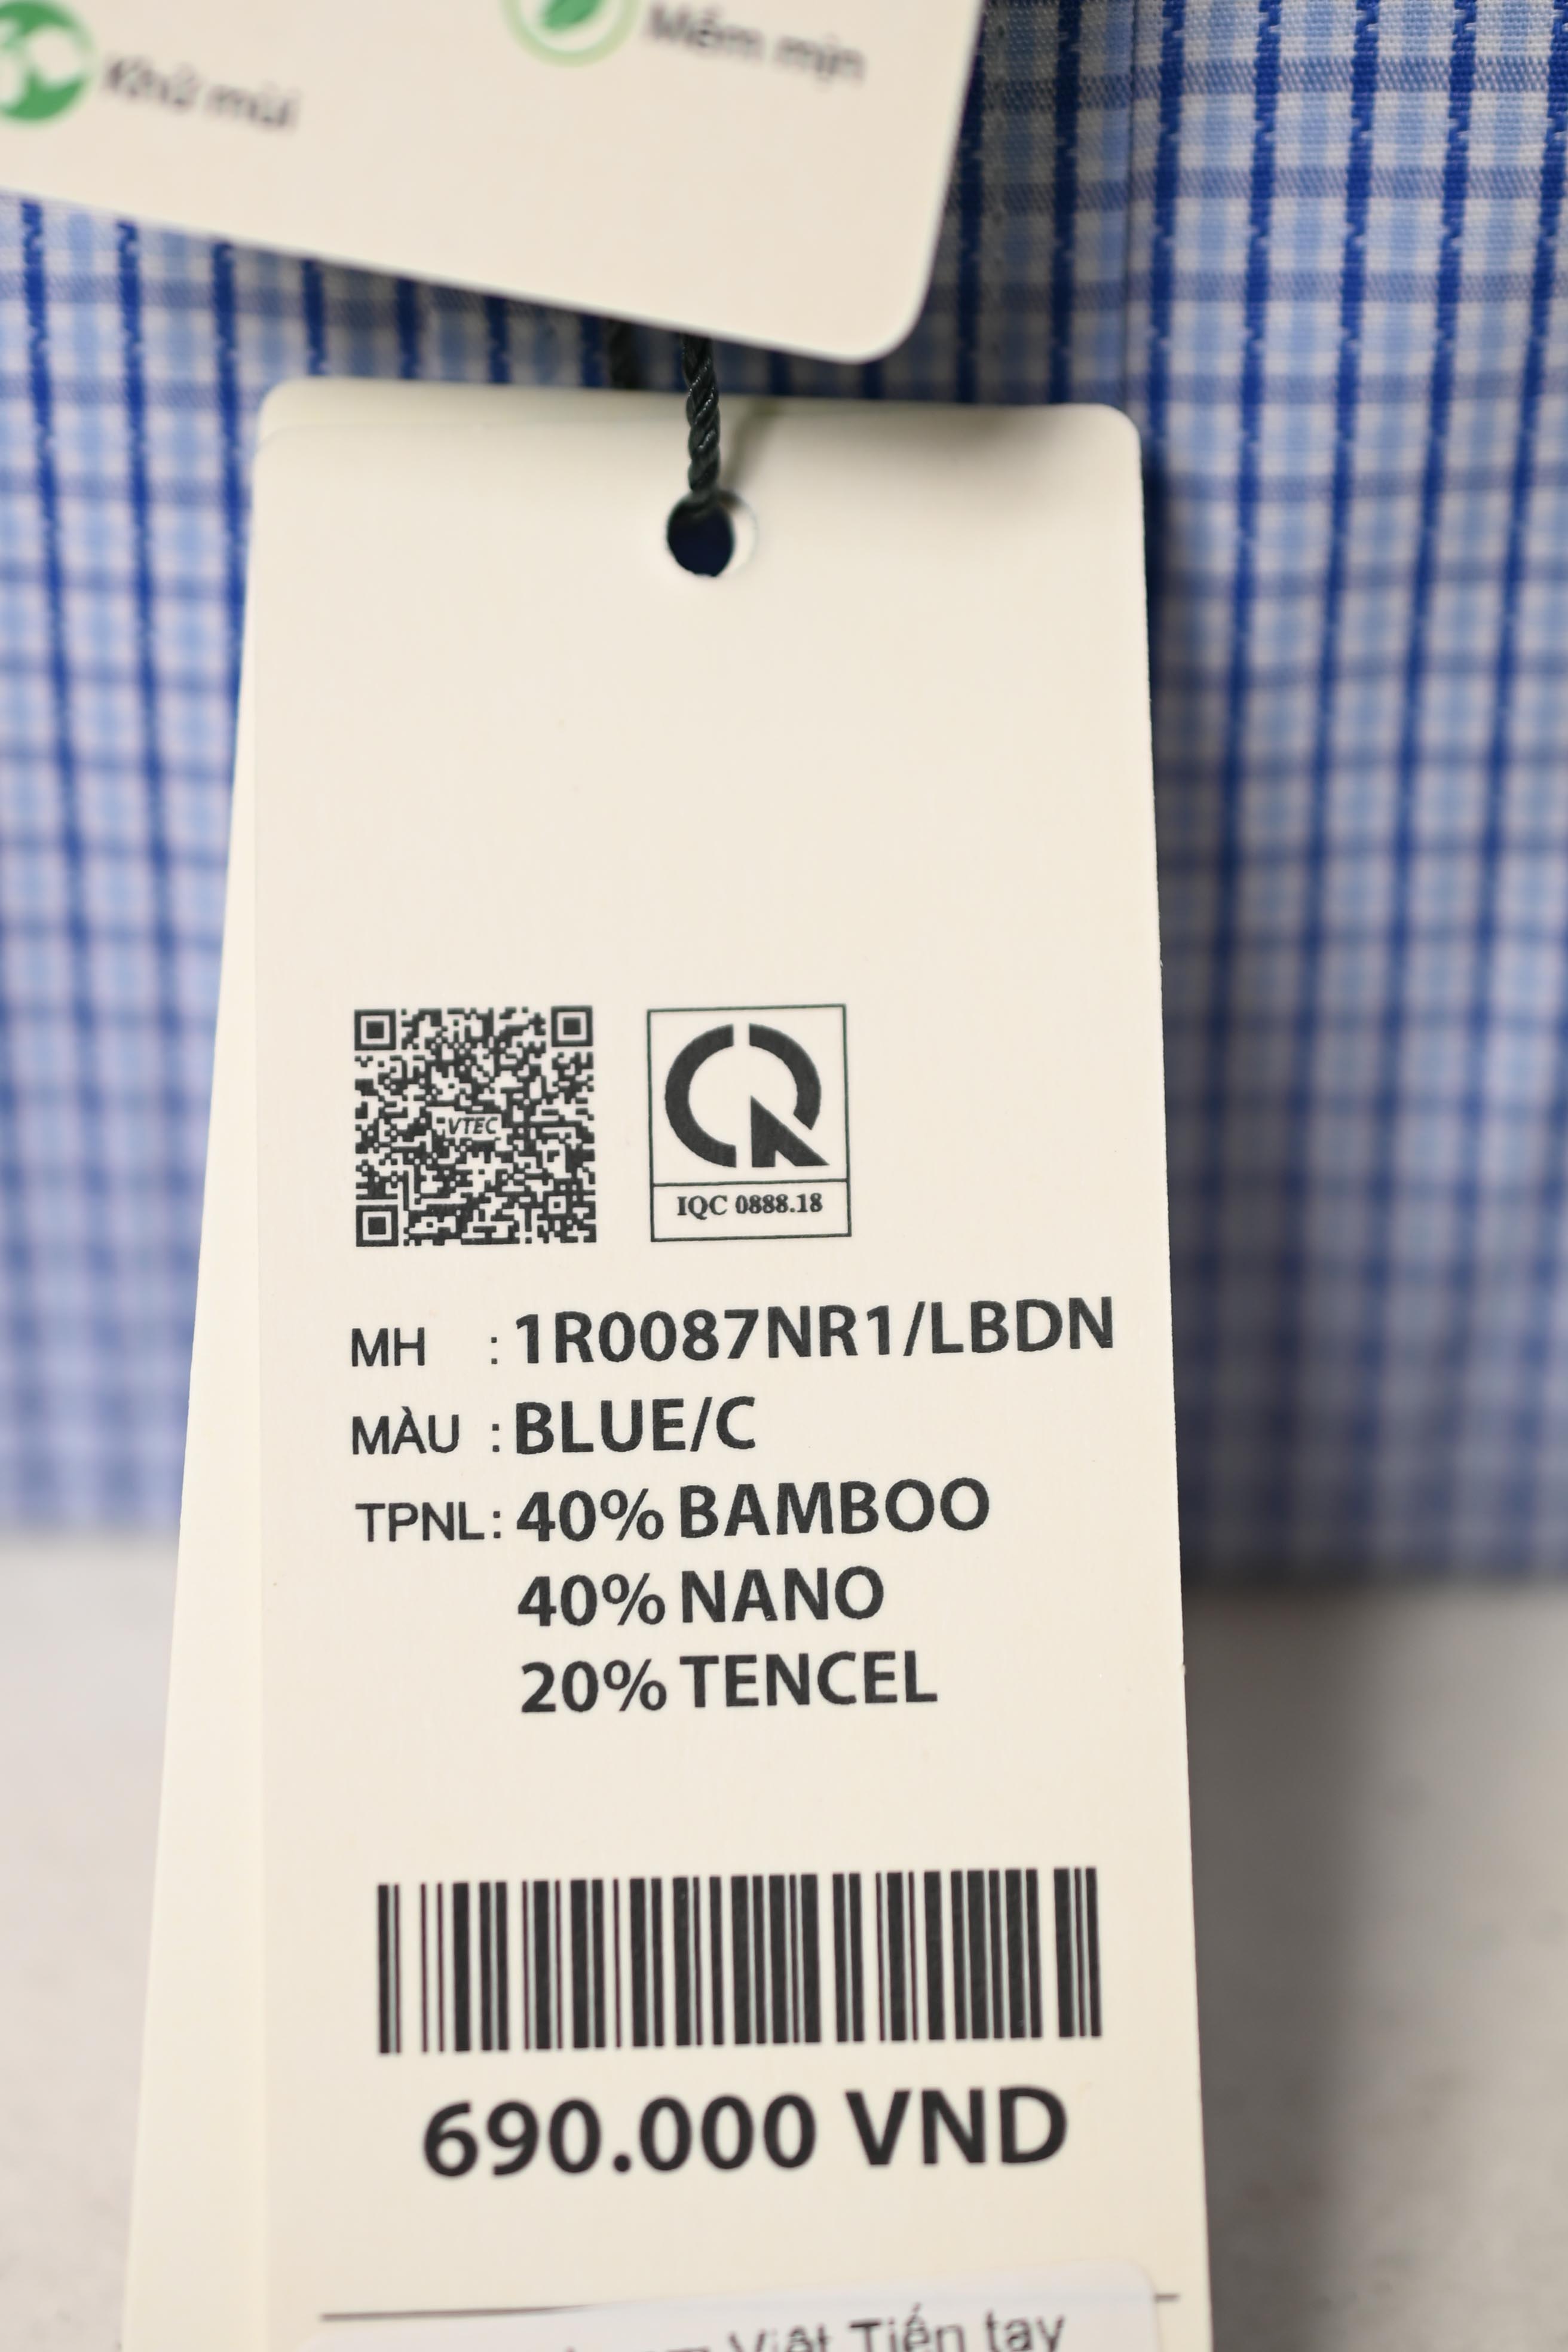 Khử mùi
Mềm mịn
VTEC
IQC 0888.18
MH : 1R0087NR1/LBDN
MÀU : BLUE/C
TPNL: 40% BAMBOO
40% NANO
20% TENCEL
690.000 VND
Việt Tiến tay